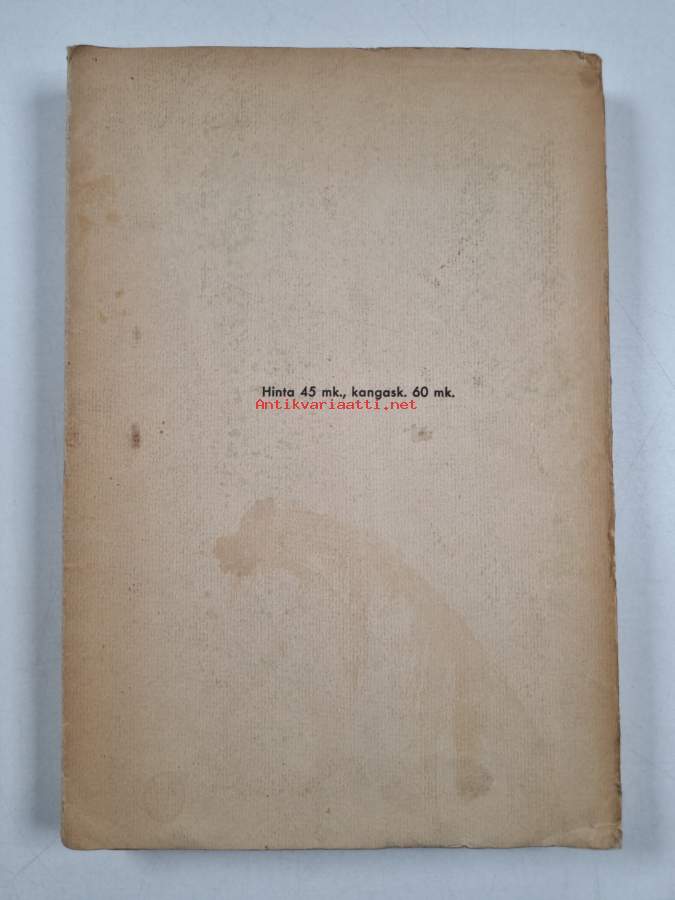 Hinta 45 mk., kangask. 60 mk.
Antikvariaatti.net